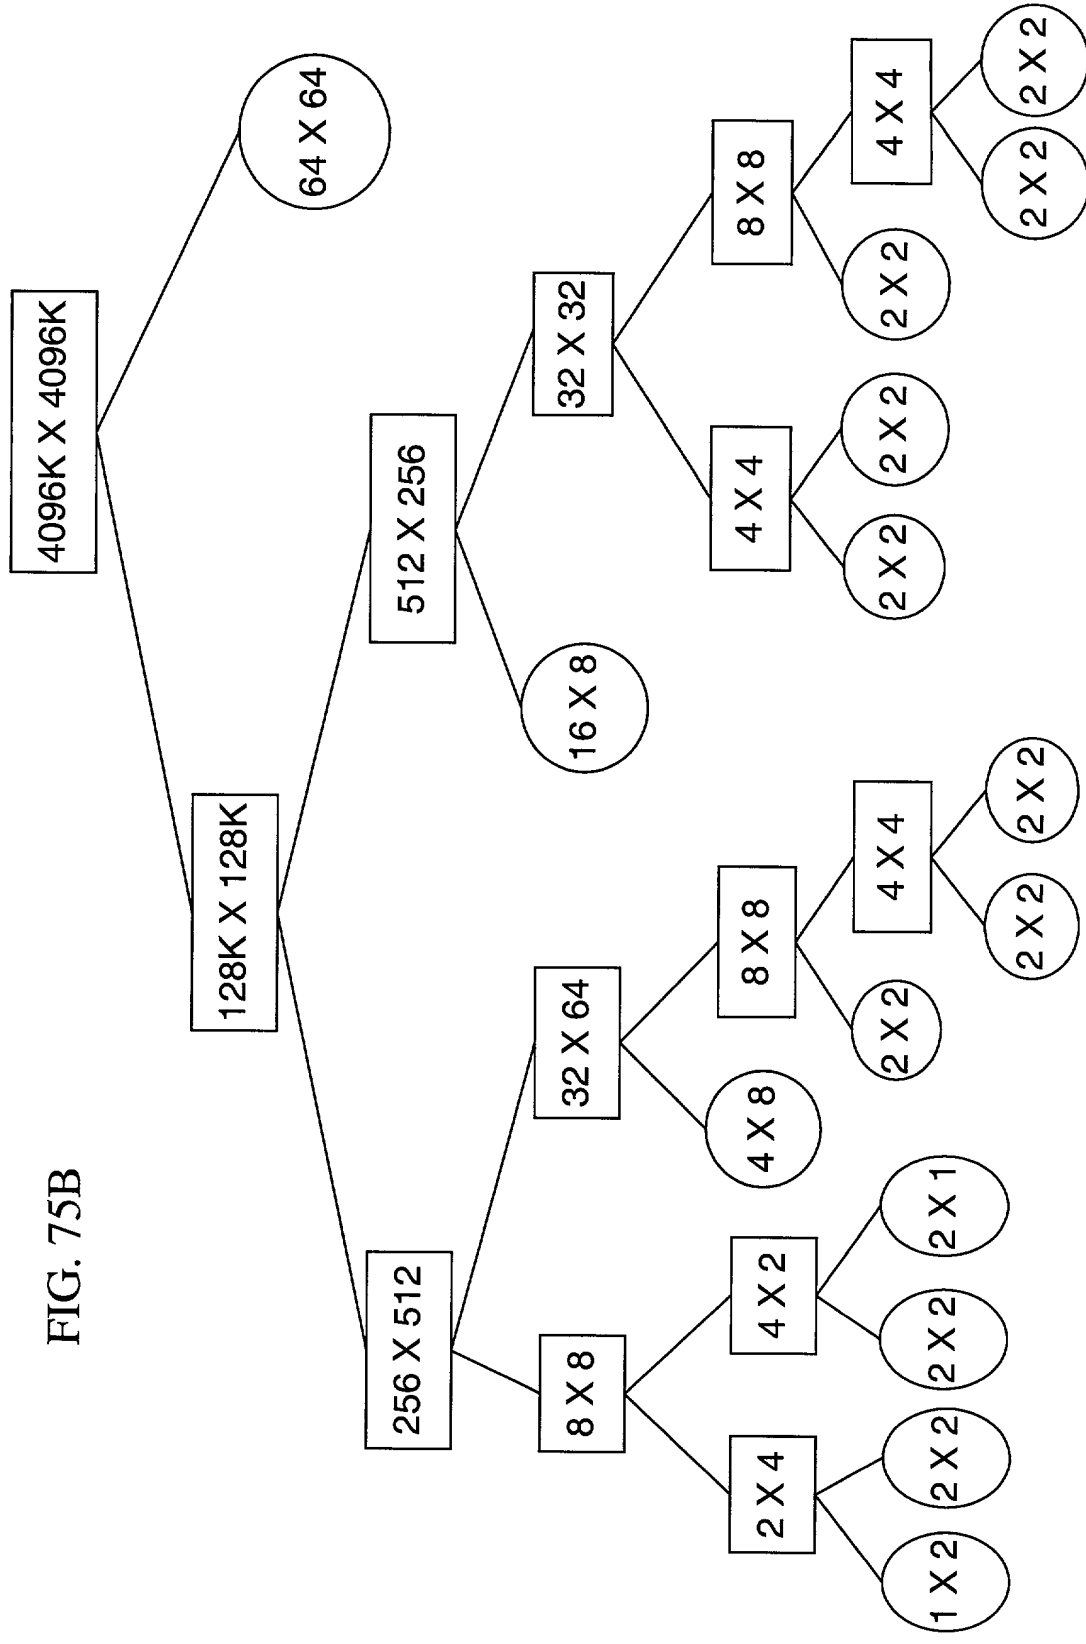 FIG. 75B
4096K X 4096K
128K X 128K
64 X 64
256 X 512
512 X 256
8 X 8
32 X 64
16 X 8
32 X 32
2 X 4
4 X 2
4 X 8
8 X 8
4 X 4
8 X 8
1 X 2
2 X 2
2 X 2
2 X 1
2 X 2
4 X 4
2 X 2
2 X 2
2 X 2
4 X 4
2 X 2
2 X 2
2 X 2
2 X 2